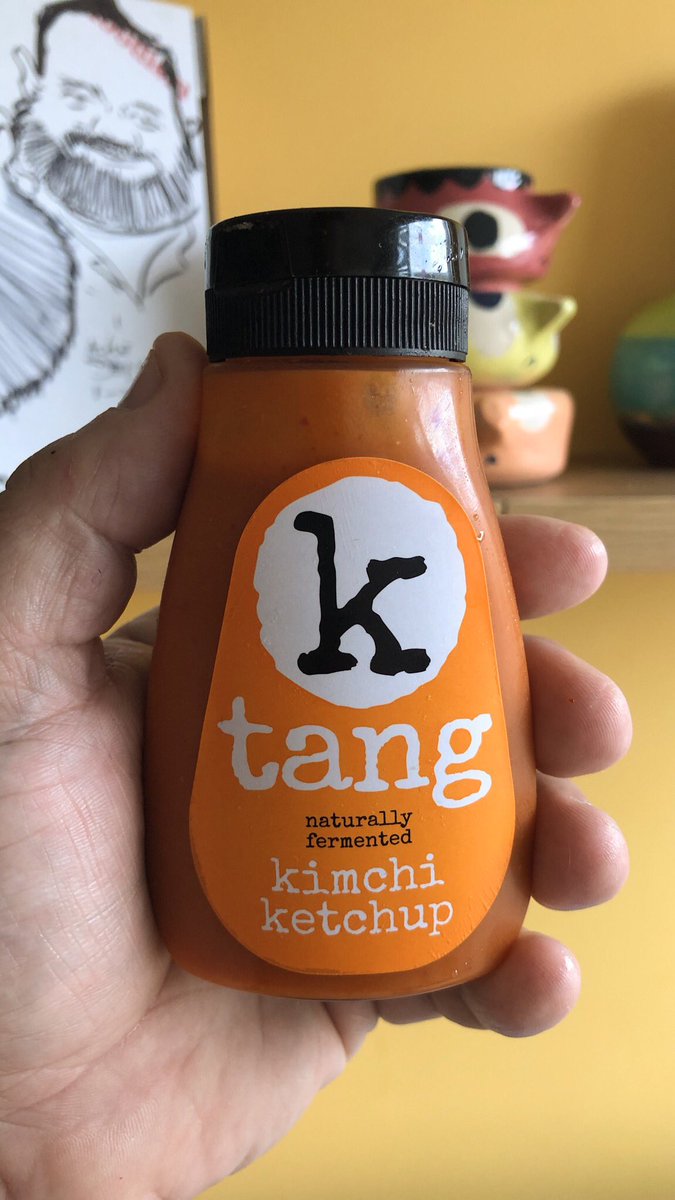 k
tang
naturally
fermented
kimchi
ketchup